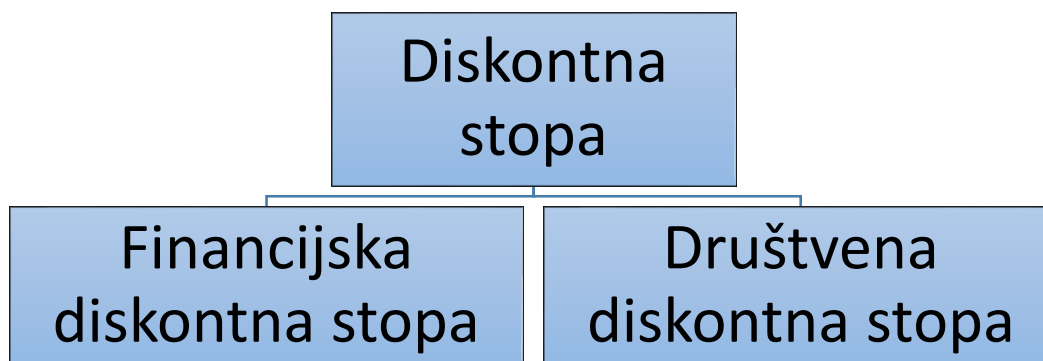 Diskontna
stopa
Financijska
diskontna stopa
Društvena
diskontna stopa